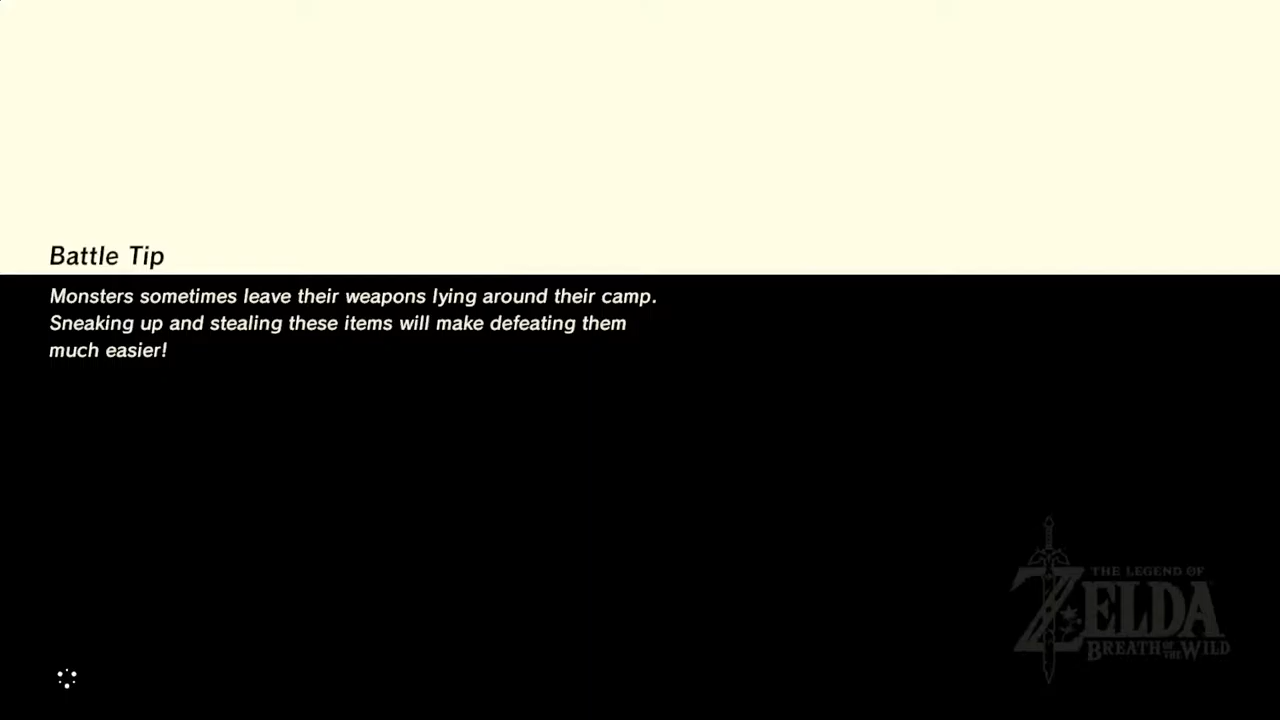 Battle Tip
Monsters sometimes leave their weapons lying around their camp.
Sneaking up and stealing these items will make defeating them
much easier!
THE LEGEND OF
ZELDA
BREATH OF THE WILD